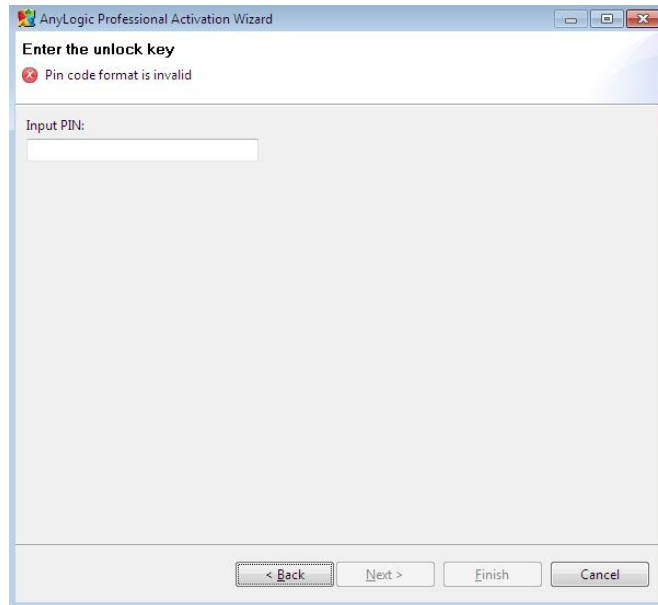 AnyLogic Professional Activation Wizard
Enter the unlock key
Pin code format is invalid
Input PIN:
< Back Next > Finish Cancel